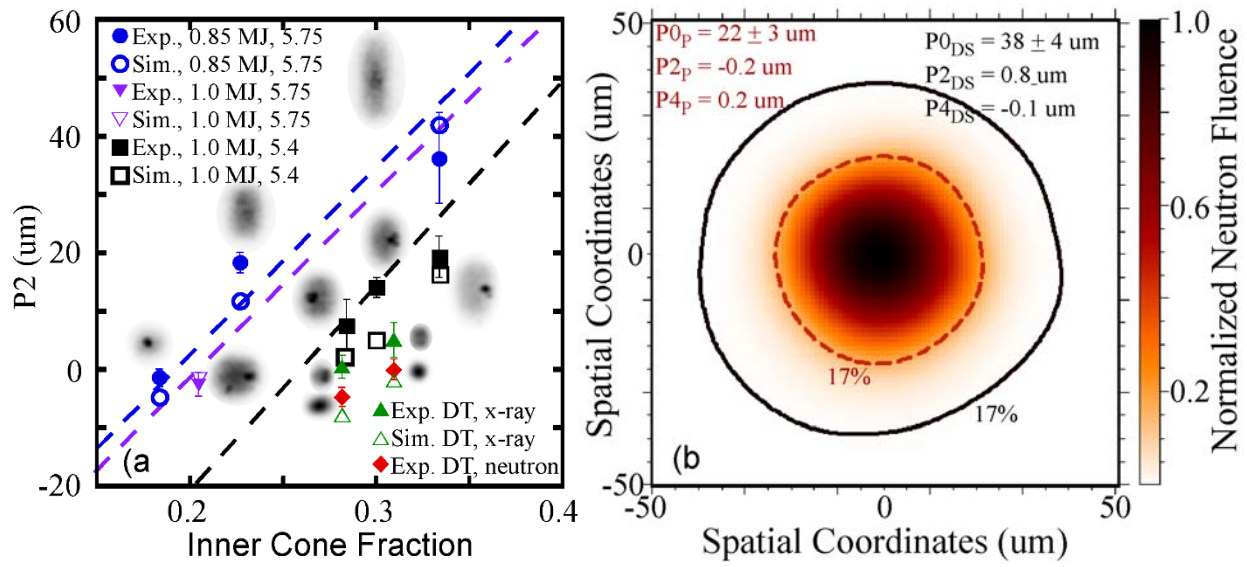 Exp., 0.85 MJ, 5.75
Sim., 0.85 MJ, 5.75
Exp., 1.0 MJ, 5.75
Sim., 1.0 MJ, 5.75
Exp., 1.0 MJ, 5.4
Sim., 1.0 MJ, 5.4
60
40
20
0
-20
P2 (um)
Exp. DT, x-ray
Sim. DT, x-ray
Exp. DT, neutron
(a
0.2
0.3
0.4
Inner Cone Fraction
50
0
-50
Spatial Coordinates (um)
P0P = 22 ± 3 um
P2P = -0.2 um
P4P = 0.2 um
P0DS = 38 ± 4 um
P2DS = 0.8 um
P4DS = -0.1 um
17%
17%
(b)
-50
0
50
Spatial Coordinates (um)
1.0
0.6
0.2
Normalized Neutron Fluence